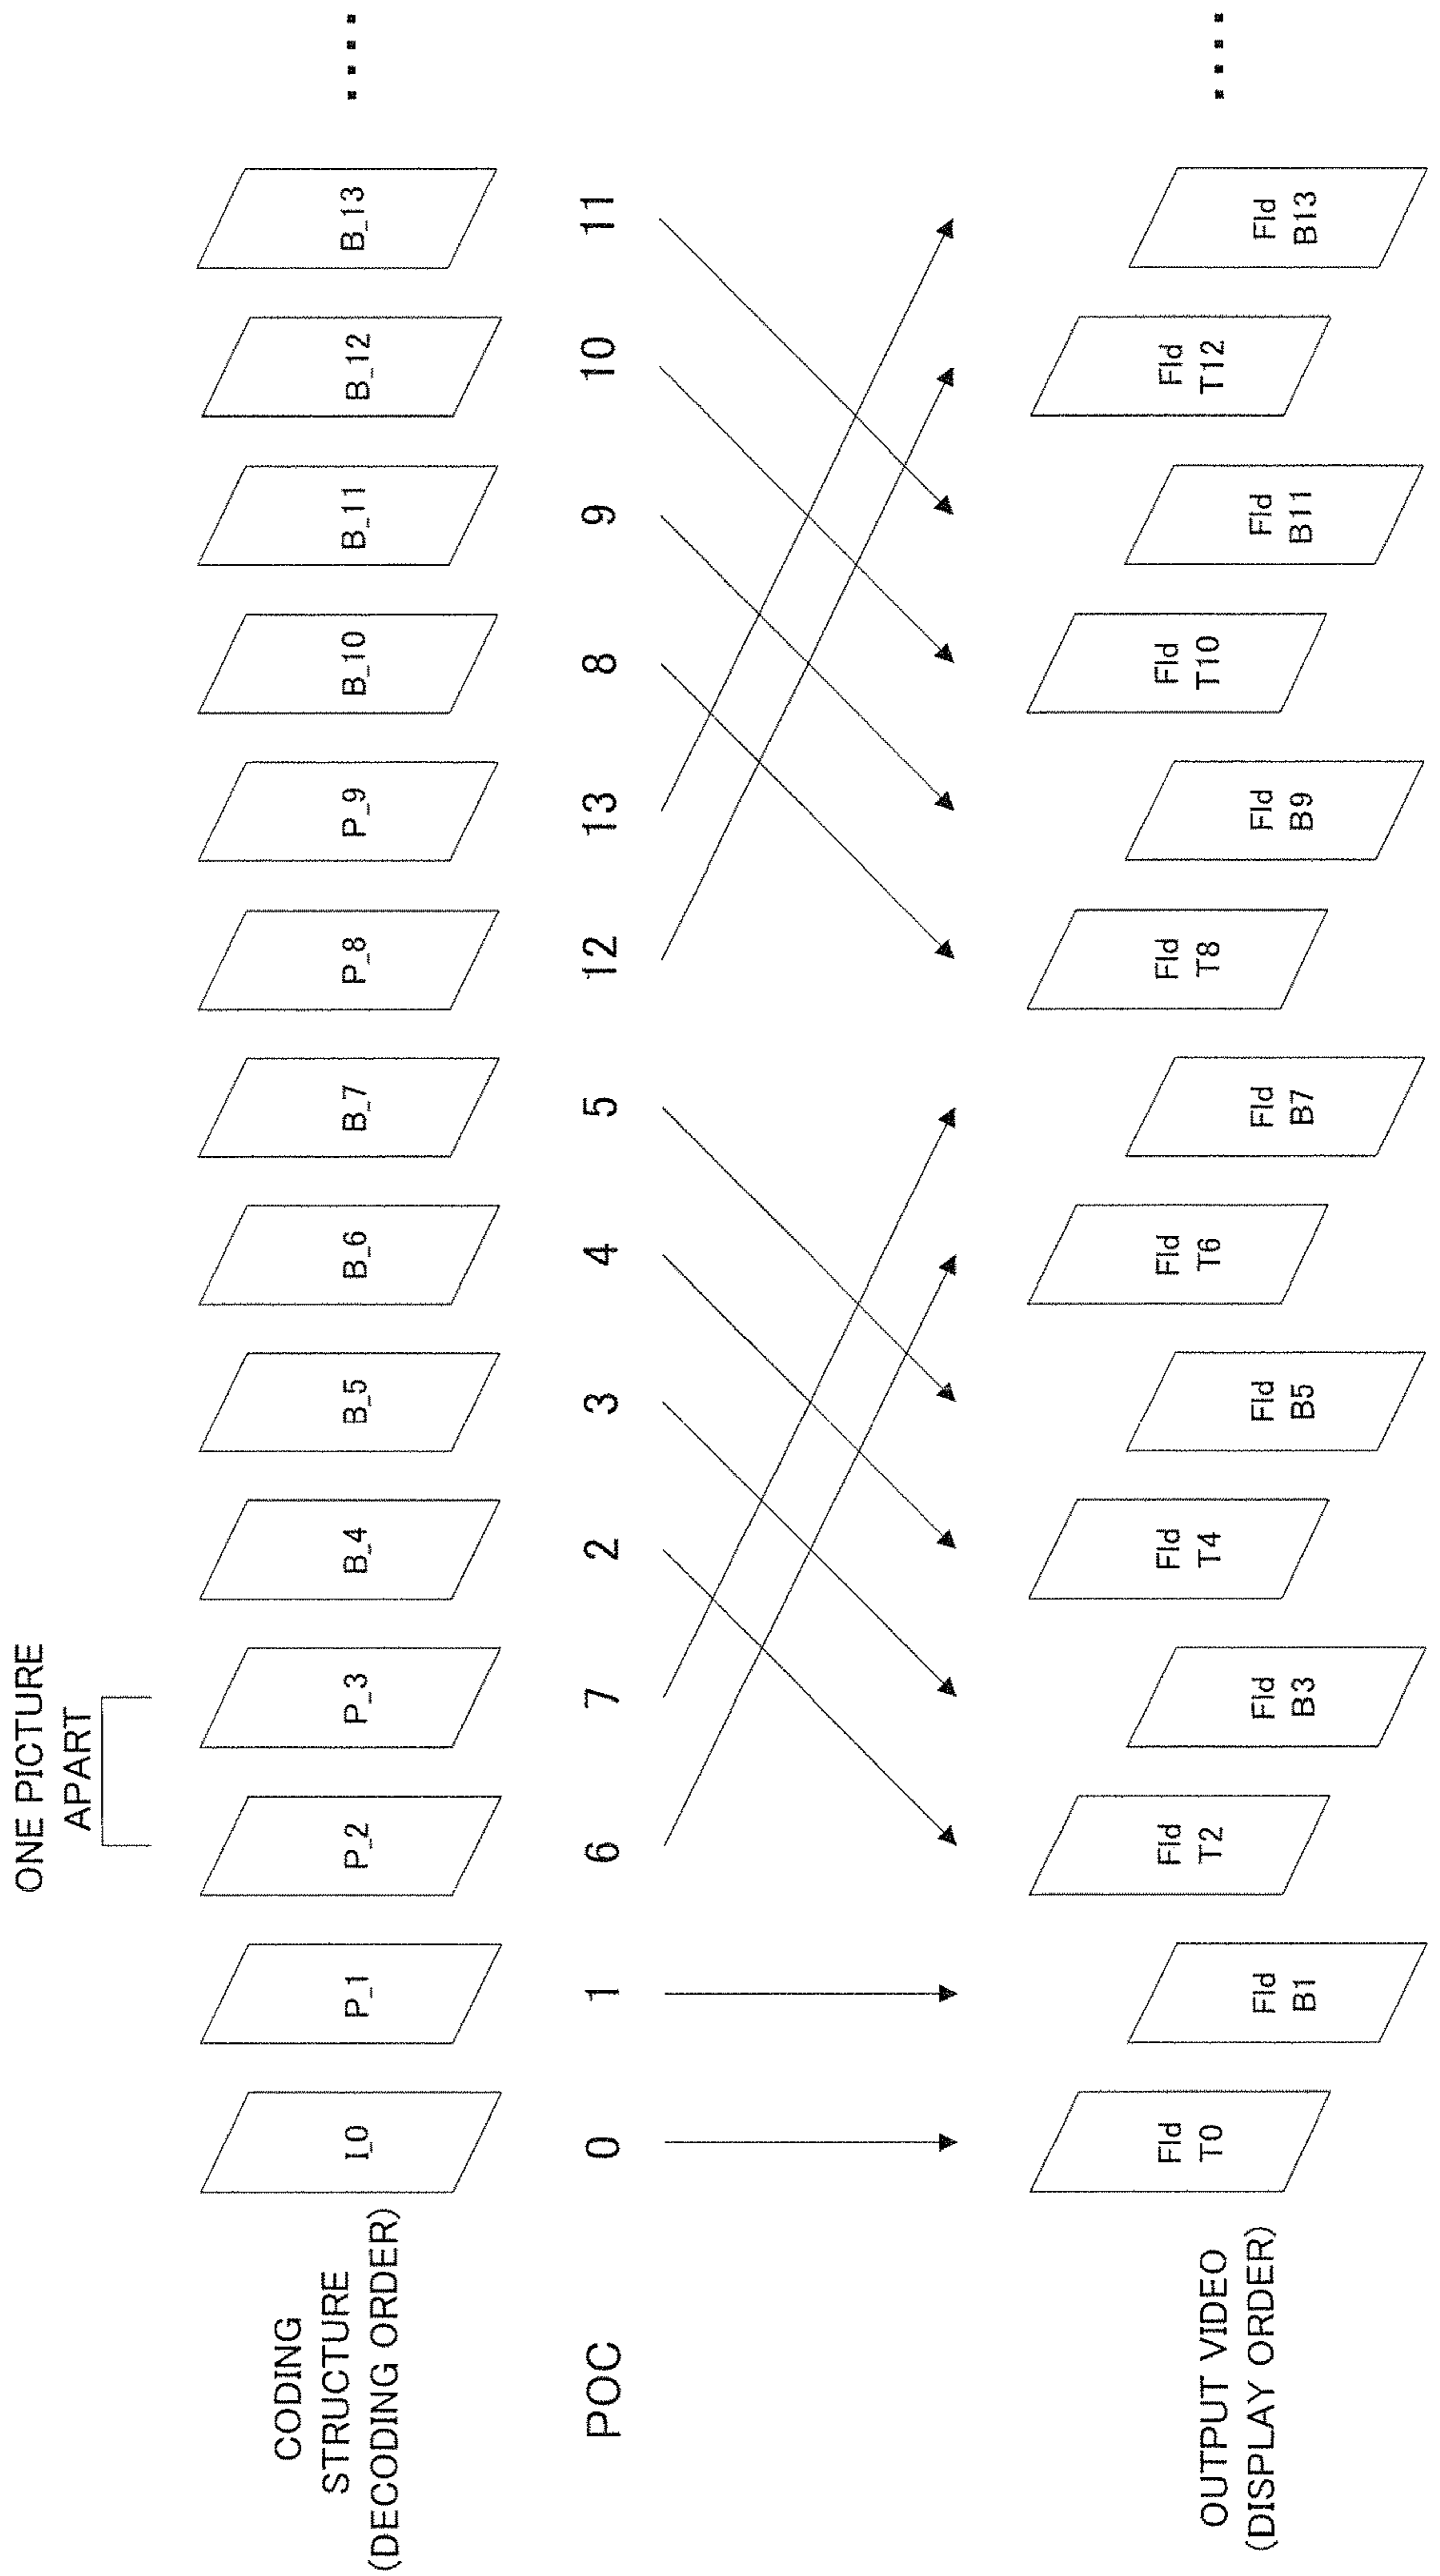 ONE PICTURE
APART
CODING
STRUCTURE
(DECODING ORDER)
I_0
P_1
P_2
P_3
B_4
B_5
B_6
B_7
P_8
P_9
B_10
B_11
B_12
B_13
POC
0
1
6
7
2
3
4
5
12
13
8
9
10
11
OUTPUT VIDEO
(DISPLAY ORDER)
Fld
T0
Fld
B1
Fld
T2
Fld
B3
Fld
T4
Fld
B5
Fld
T6
Fld
B7
Fld
T8
Fld
B9
Fld
T10
Fld
B11
Fld
T12
Fld
B13